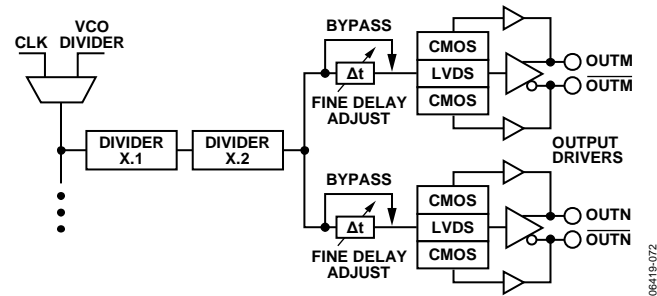 CLK
VCO
DIVIDER
DIVIDER
X.1
DIVIDER
X.2
BYPASS
Δt
FINE DELAY
ADJUST
CMOS
LVDS
CMOS
OUTM
OUTM
OUTPUT
DRIVERS
BYPASS
Δt
FINE DELAY
ADJUST
CMOS
LVDS
CMOS
OUTN
OUTN
06419-072